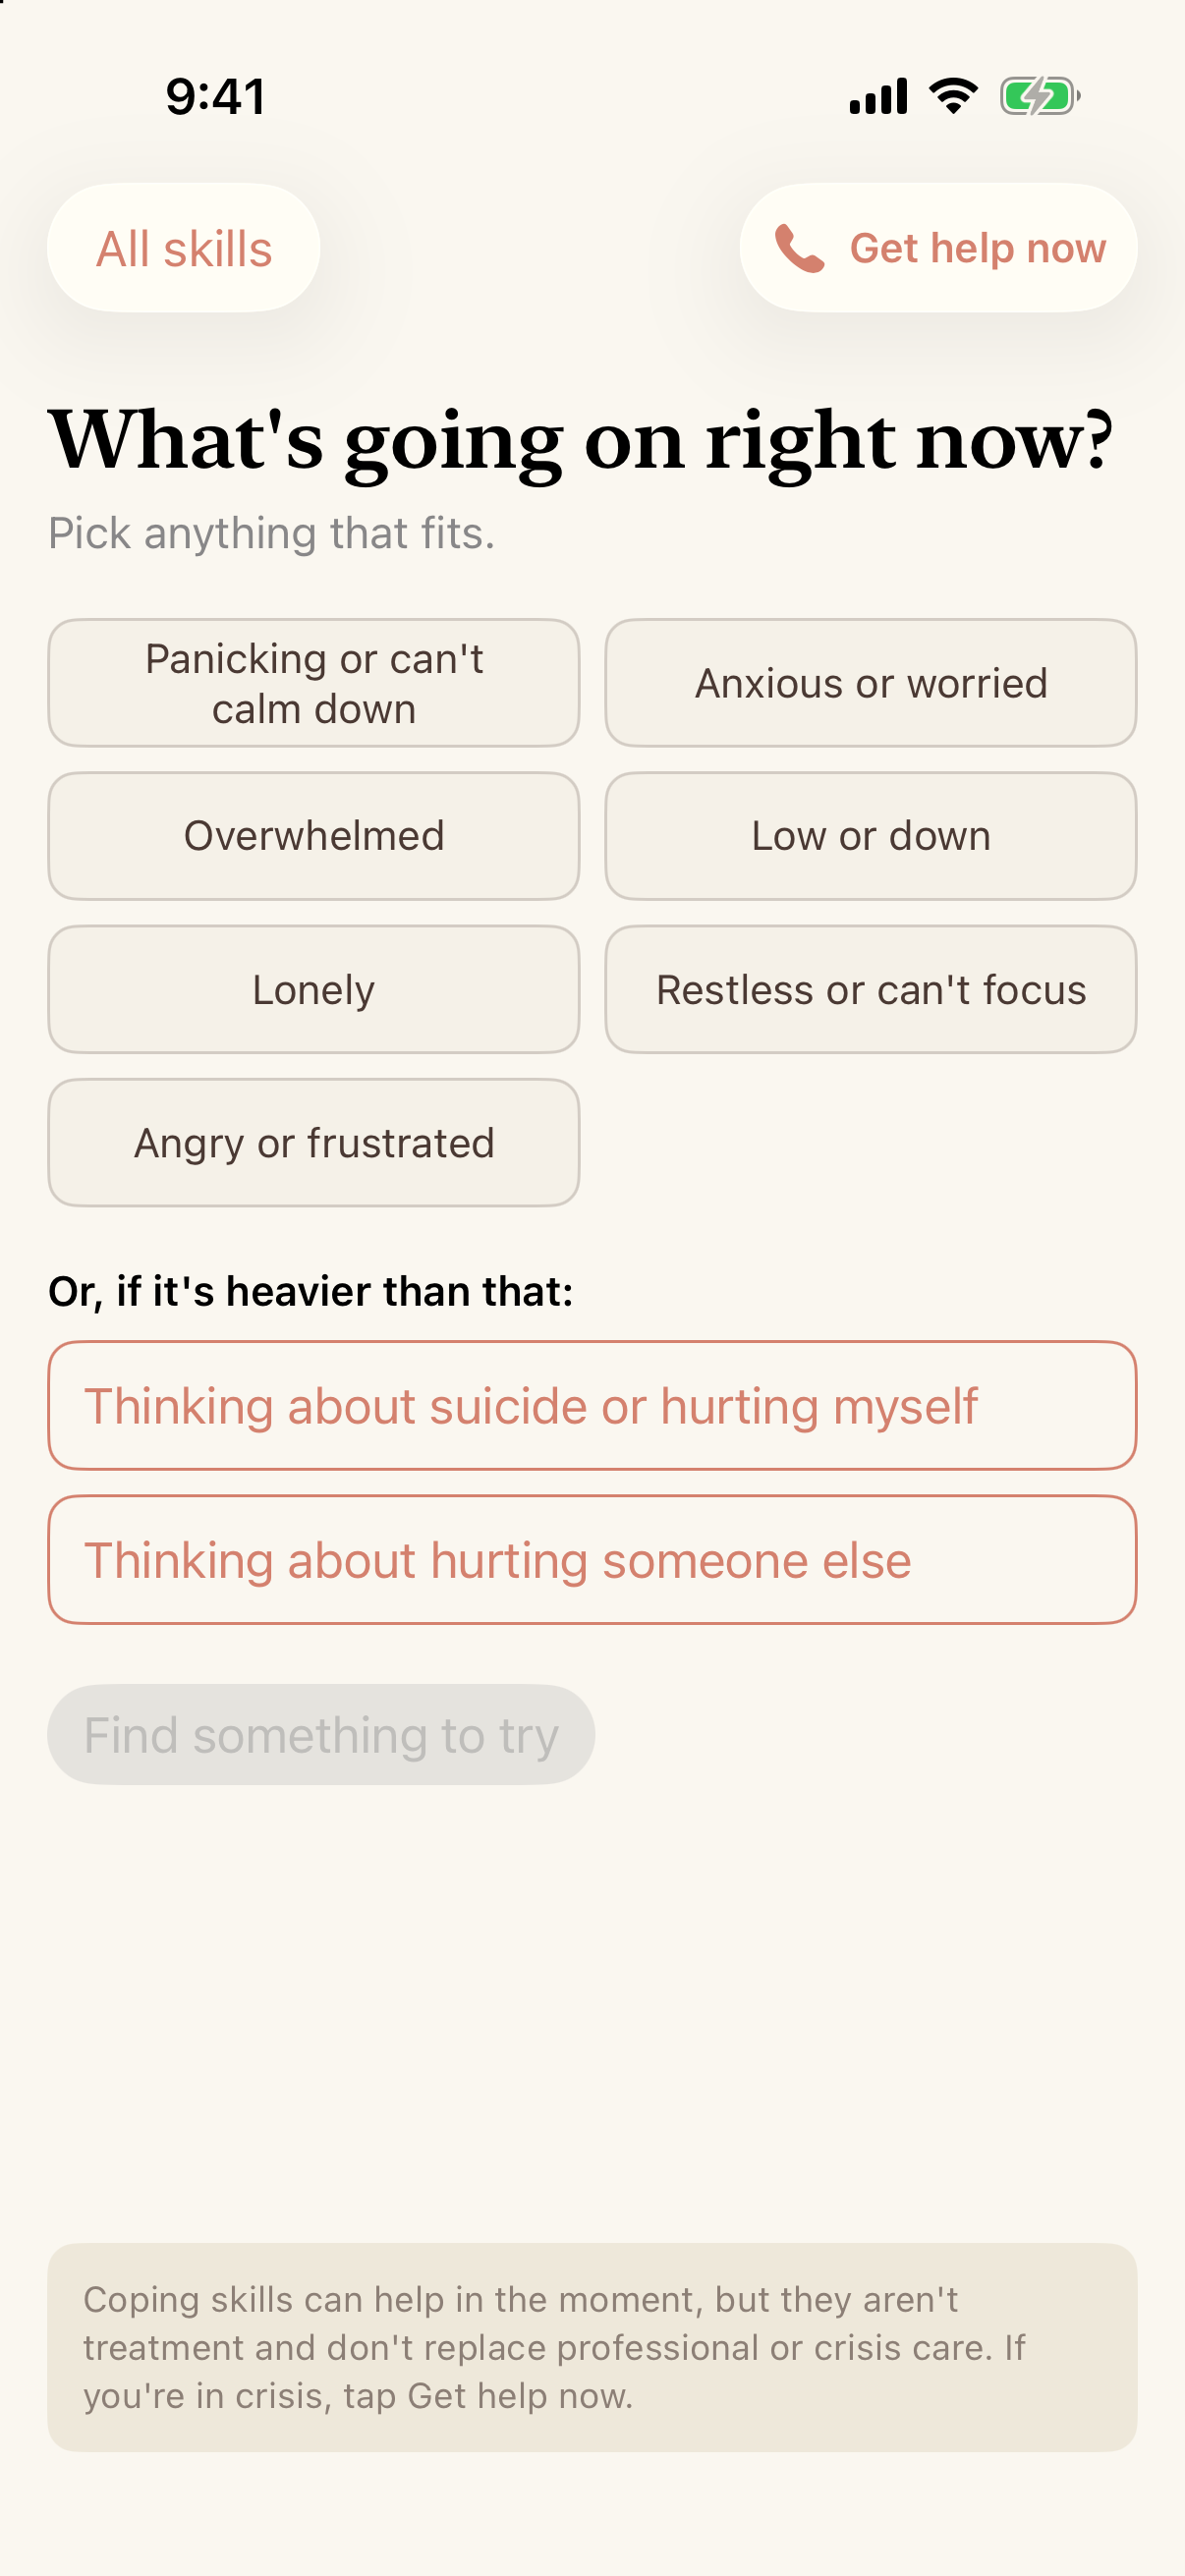 9:41
All skills
Get help now
What's going on right now?
Pick anything that fits.
Panicking or can't
calm down
Anxious or worried
Overwhelmed
Low or down
Lonely
Restless or can't focus
Angry or frustrated
Or, if it's heavier than that:
Thinking about suicide or hurting myself
Thinking about hurting someone else
Find something to try
Coping skills can help in the moment, but they aren't
treatment and don't replace professional or crisis care. If
you're in crisis, tap Get help now.